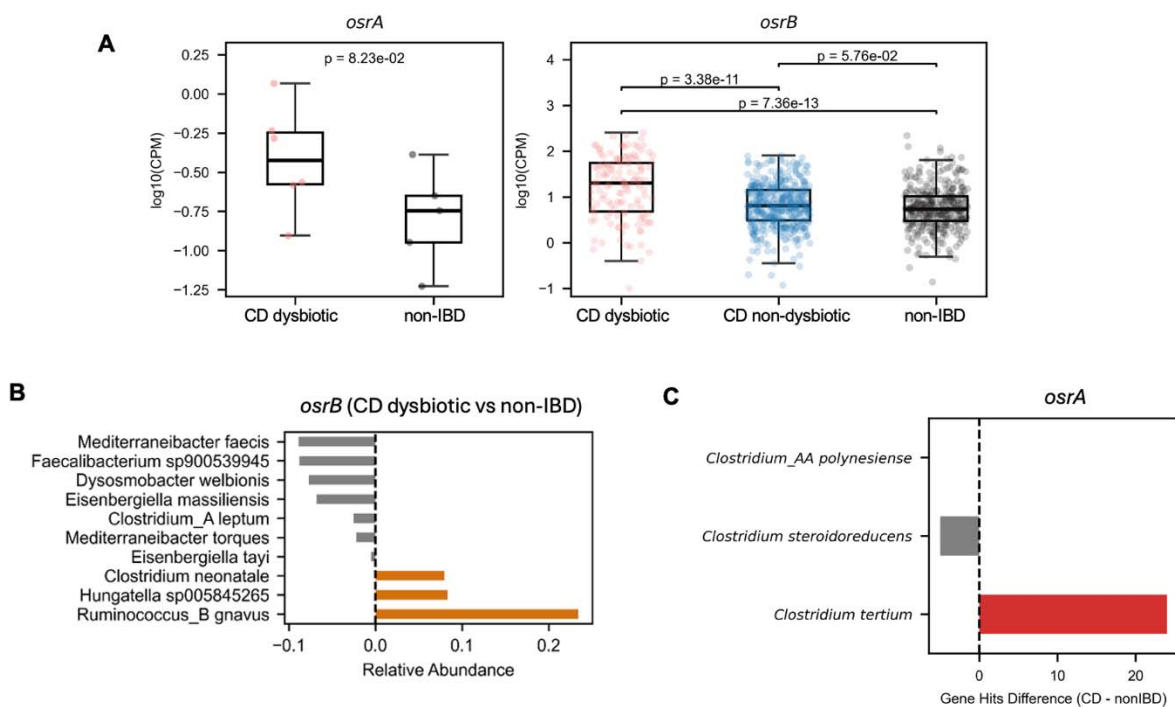 A
osrA
p = 8.23e-02
log10(CPM)
0.25
0.00
−0.25
−0.50
−0.75
−1.00
−1.25
CD dysbiotic
non-IBD
osrB
p = 5.76e-02
p = 3.38e-11
p = 7.36e-13
log10(CPM)
4
3
2
1
0
−1
CD dysbiotic
CD non-dysbiotic
non-IBD
B
osrB (CD dysbiotic vs non-IBD)
Mediterraneibacter faecis
Faecalibacterium sp900539945
Dysosmobacter welbionis
Eisenbergiella massiliensis
Clostridium_A leptum
Mediterraneibacter torques
Eisenbergiella tayi
Clostridium neonatale
Hungatella sp005845265
Ruminococcus_B gnavus
−0.1
0.0
0.1
0.2
Relative Abundance
C
osrA
Clostridium_AA polynesiense
Clostridium steroidoreducens
Clostridium tertium
0
10
20
Gene Hits Difference (CD - nonIBD)